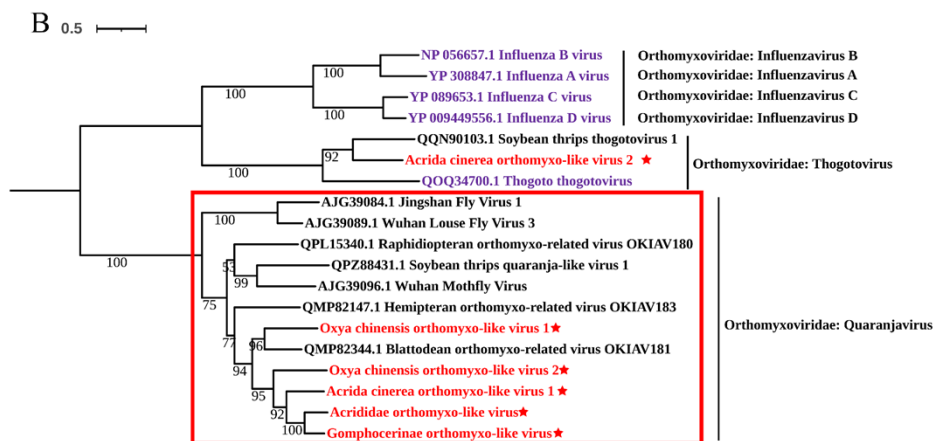 B 0.5
NP 056657.1 Influenza B virus Orthomyxoviridae: Influenzavirus B
100
YP 308847.1 Influenza A virus Orthomyxoviridae: Influenzavirus A
100
YP 089653.1 Influenza C virus Orthomyxoviridae: Influenzavirus C
100
YP 009449556.1 Influenza D virus Orthomyxoviridae: Influenzavirus D
QQN90103.1 Soybean thrips thogotovirus 1
92
Acrida cinerea orthomyxo-like virus 2 ★ Orthomyxoviridae: Thogotovirus
100
QOQ34700.1 Thogoto thogotovirus
AJG39084.1 Jingshan Fly Virus 1
100
AJG39089.1 Wuhan Louse Fly Virus 3
QPL15340.1 Raphidiopteran orthomyxo-related virus OKIAV180
100 53
QPZ88431.1 Soybean thrips quaranja-like virus 1
99
AJG39096.1 Wuhan Mothfly Virus
75
QMP82147.1 Hemipteran orthomyxo-related virus OKIAV183
Oxya chinensis orthomyxo-like virus 1★ Orthomyxoviridae: Quaranjavirus
77 96
QMP82344.1 Blattodean orthomyxo-related virus OKIAV181
94
Oxya chinensis orthomyxo-like virus 2★
95
Acrida cinerea orthomyxo-like virus 1★
92
Acrididae orthomyxo-like virus★
100
Gomphocerinae orthomyxo-like virus★